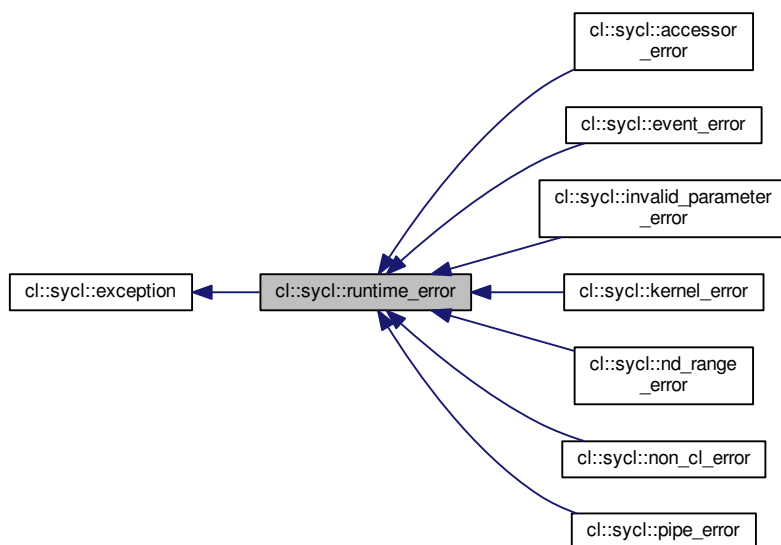 cl::sycl::accessor
_error
cl::sycl::event_error
cl::sycl::invalid_parameter
_error
cl::sycl::exception
cl::sycl::runtime_error
cl::sycl::kernel_error
cl::sycl::nd_range
_error
cl::sycl::non_cl_error
cl::sycl::pipe_error